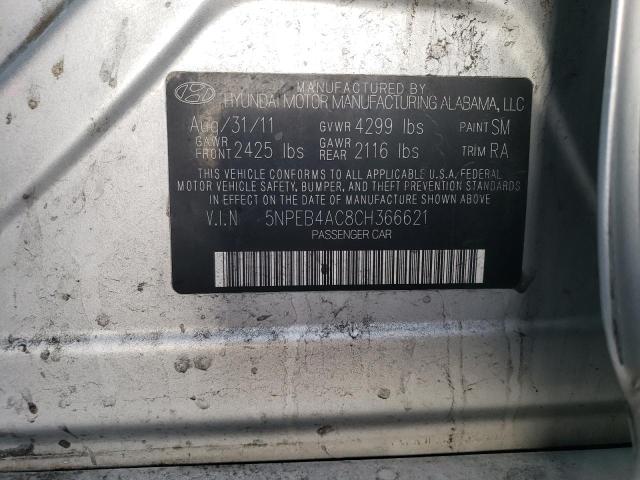 MANUFACTURED BY
HYUNDAI MOTOR MANUFACTURING ALABAMA, LLC
Aug/31/11 GVWR 4299 lbs PAINT SM
GAWR FRONT 2425 lbs GAWR REAR 2116 lbs TRIM RA
THIS VEHICLE CONFORMS TO ALL APPLICABLE U.S.A. FEDERAL
MOTOR VEHICLE SAFETY, BUMPER, AND THEFT PREVENTION STANDARDS
IN EFFECT ON THE DATE OF MANUFACTURE SHOWN ABOVE.
V.I.N 5NPEB4AC8CH366621
PASSENGER CAR